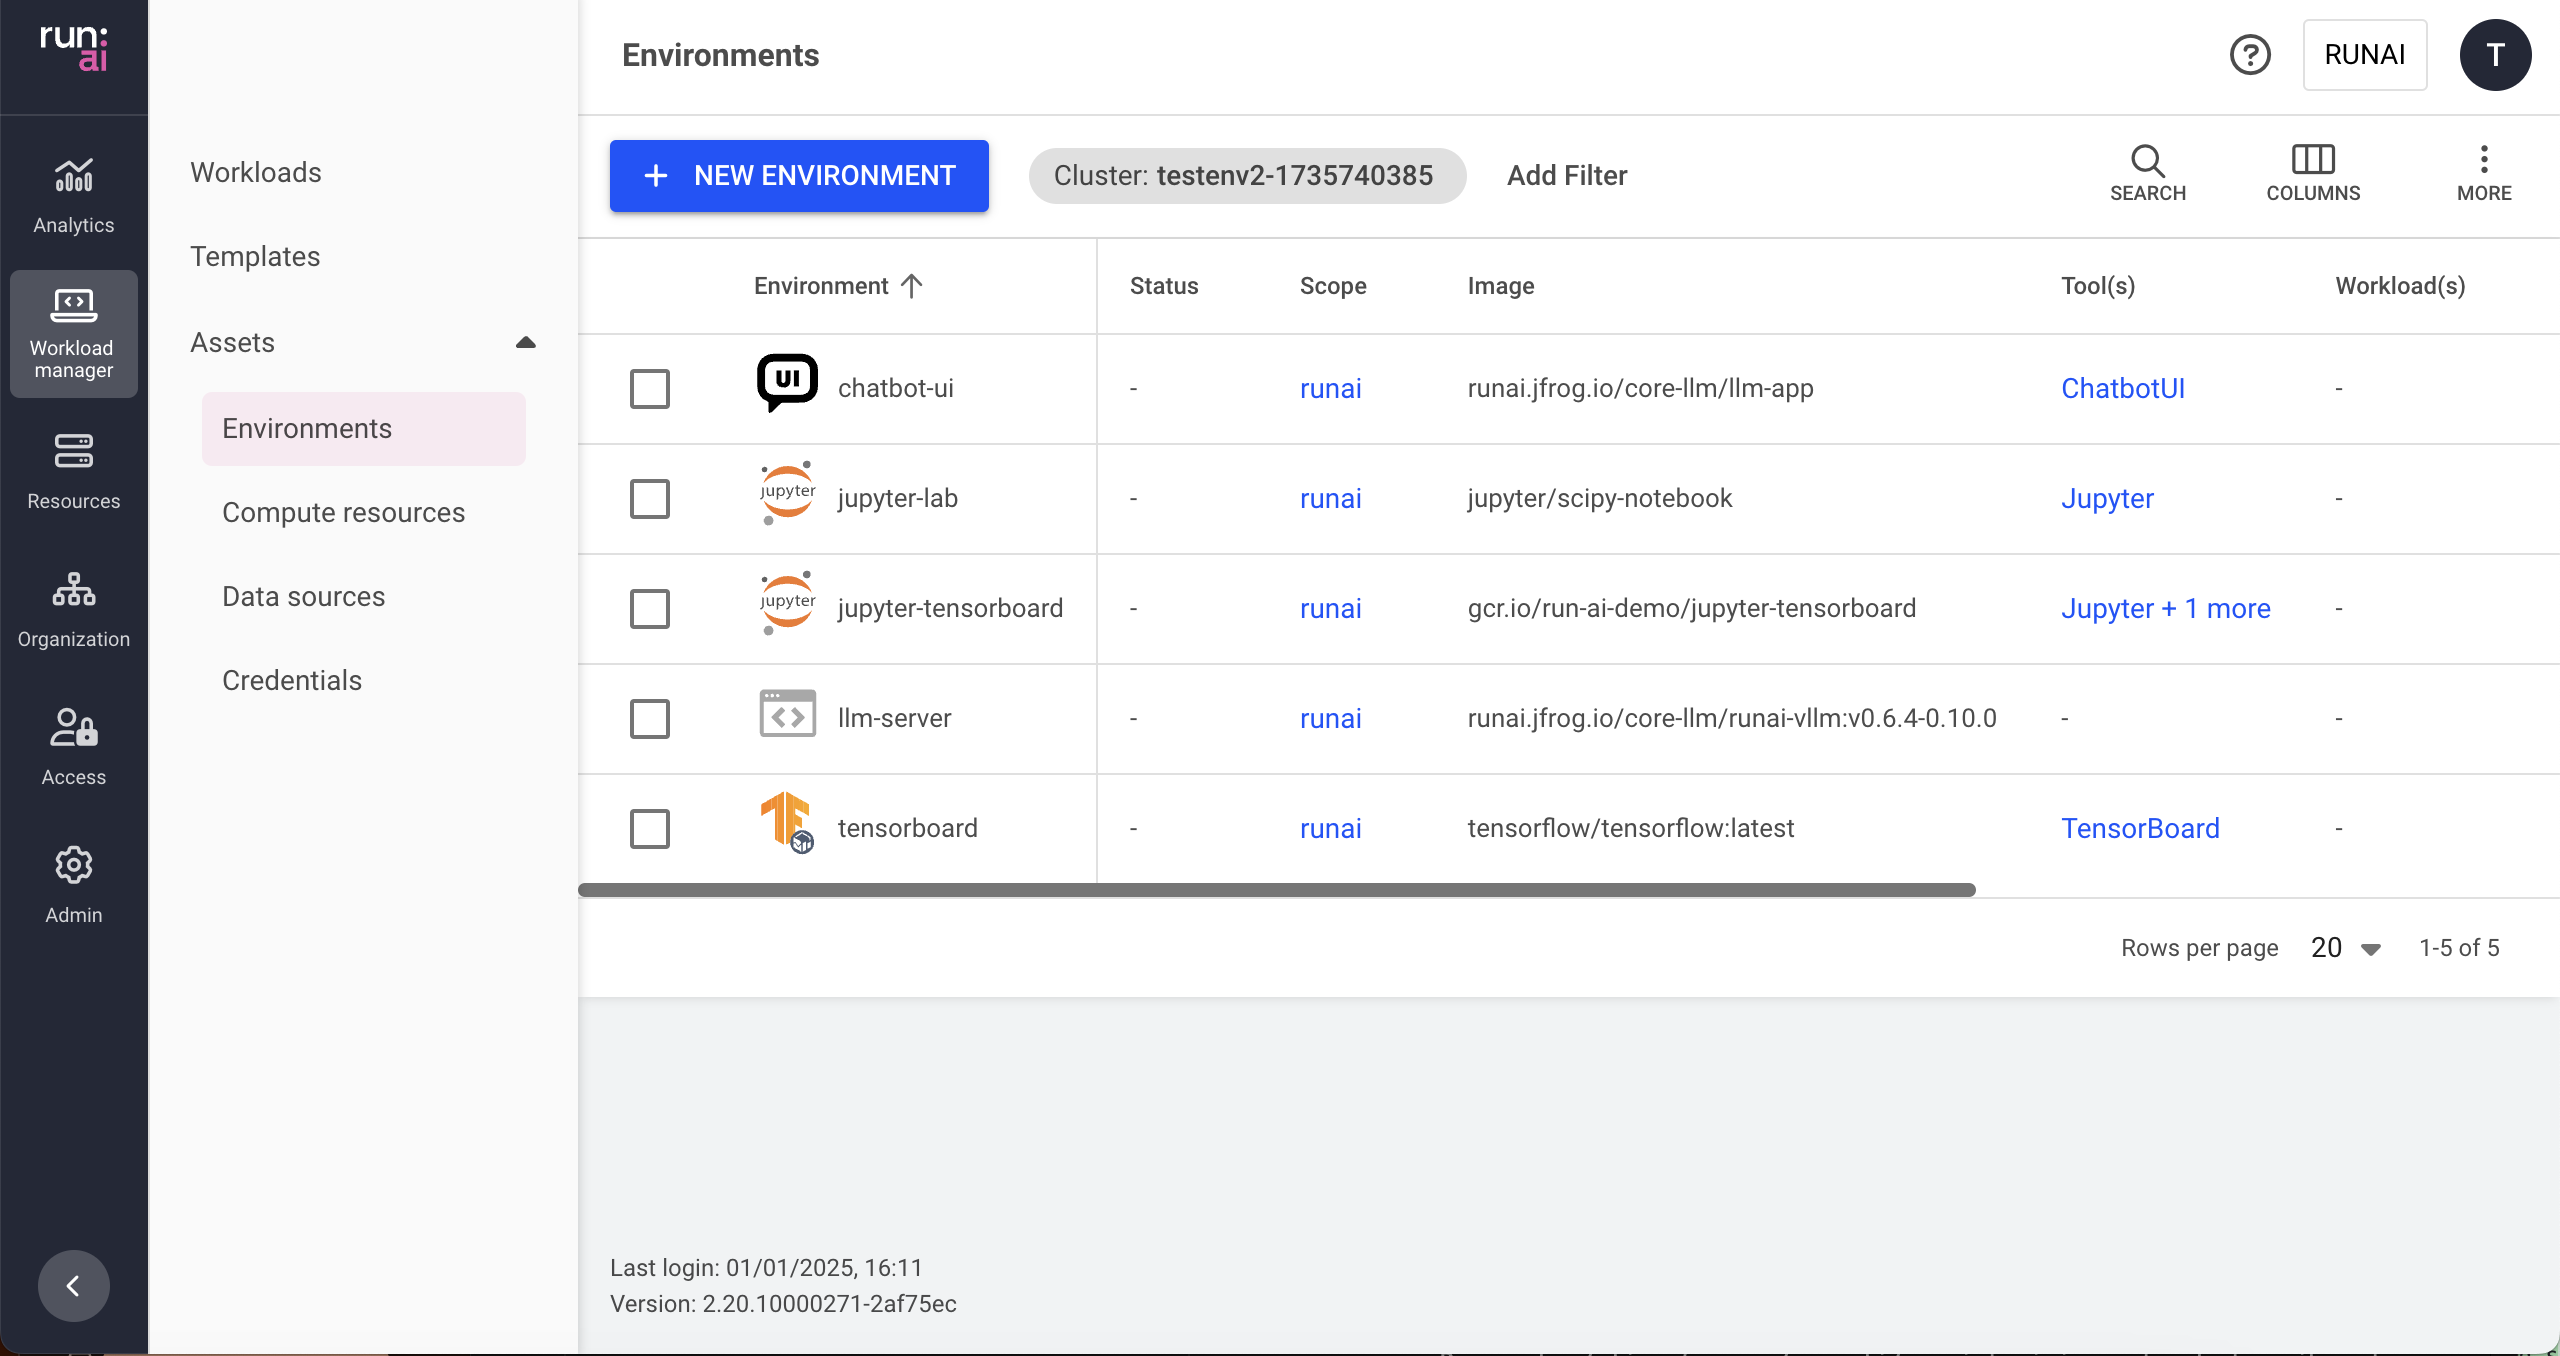 run:
ai
Analytics
Workload
manager
Resources
Organization
Access
Admin
Workloads
Templates
Assets
Environments
Compute resources
Data sources
Credentials
Environments
RUNAI
T
NEW ENVIRONMENT
Cluster: testenv2-1735740385
Add Filter
SEARCH
COLUMNS
MORE
Environment Status Scope Image Tool(s) Workload(s)
UI chatbot-ui - runai runai.jfrog.io/core-llm/llm-app ChatbotUI -
jupyter jupyter-lab - runai jupyter/scipy-notebook Jupyter -
jupyter jupyter-tensorboard - runai gcr.io/run-ai-demo/jupyter-tensorboard Jupyter + 1 more -
llm-server - runai runai.jfrog.io/core-llm/runai-vllm:v0.6.4-0.10.0 - -
tensorboard - runai tensorflow/tensorflow:latest TensorBoard -
Rows per page 20 1-5 of 5
Last login: 01/01/2025, 16:11
Version: 2.20.10000271-2af75ec